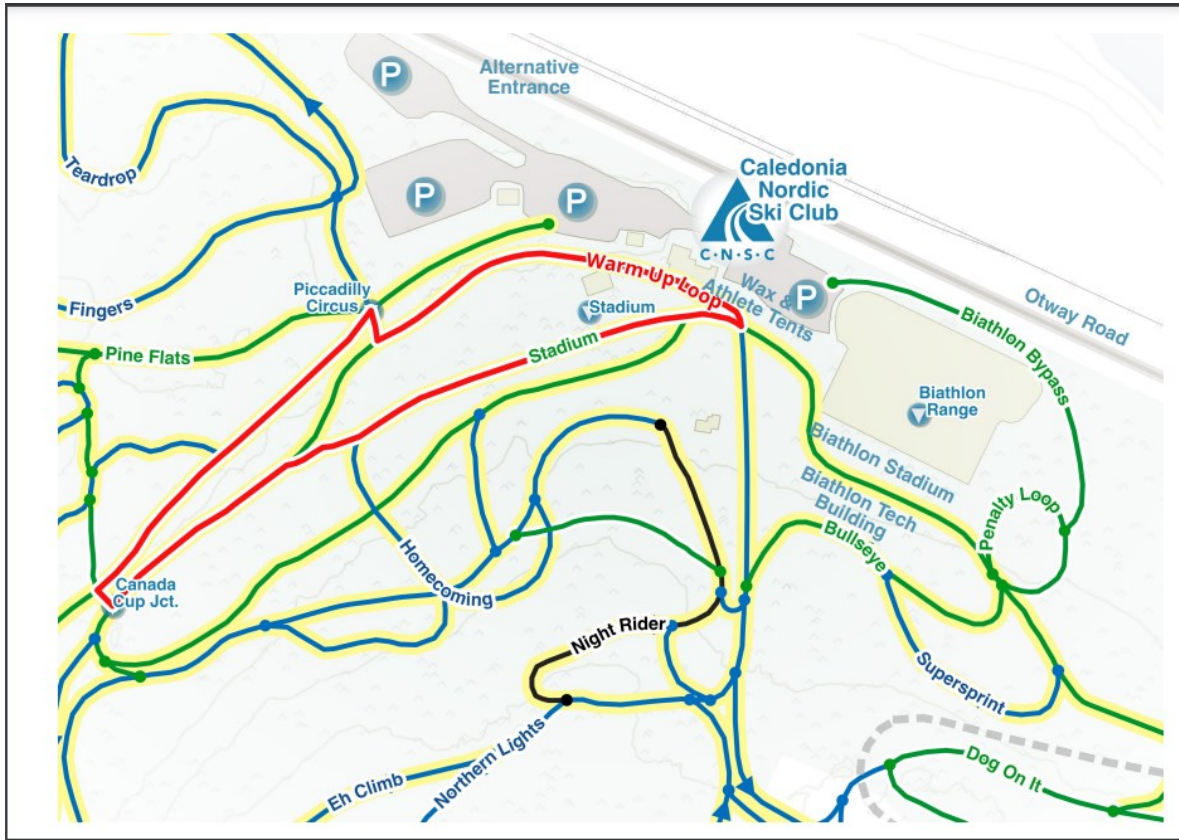 Alternative
Entrance
P
P
P
Caledonia
Nordic
Ski Club
C·N·S·C
Teardrop
Fingers
Piccadilly
Circus
Warm Up Loop
Wax &
Athlete Tents
P
Otway Road
Stadium
Stadium
Pine Flats
Biathlon Bypass
Biathlon
Range
Biathlon Stadium
Biathlon Tech
Building
Penalty Loop
Bullseye
Homecoming
Canada
Cup Jct.
Night Rider
Supersprint
Northern Lights
Eh Climb
Dog On It